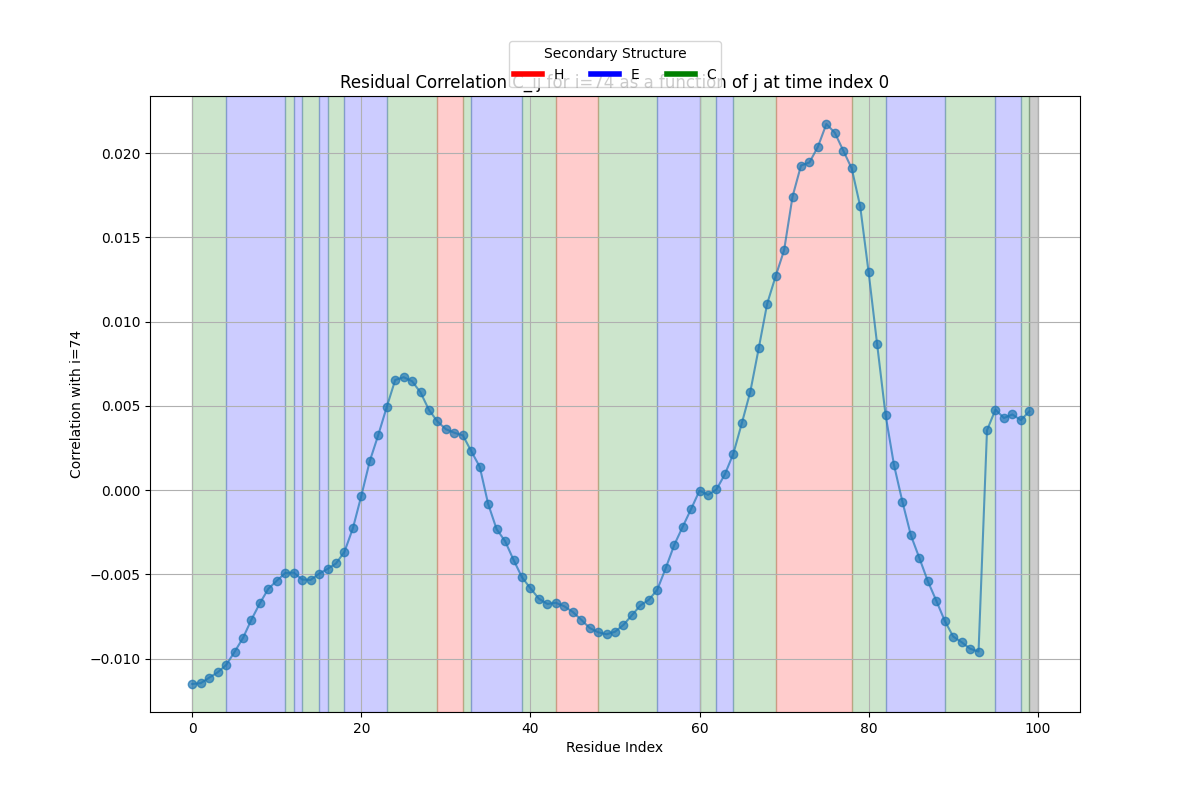 Secondary Structure
H E C
Residual Correlation C_ij for i=74 as a function of j at time index 0
0.020
0.015
0.010
0.005
0.000
−0.005
−0.010
Correlation with i=74
0 20 40 60 80 100
Residue Index